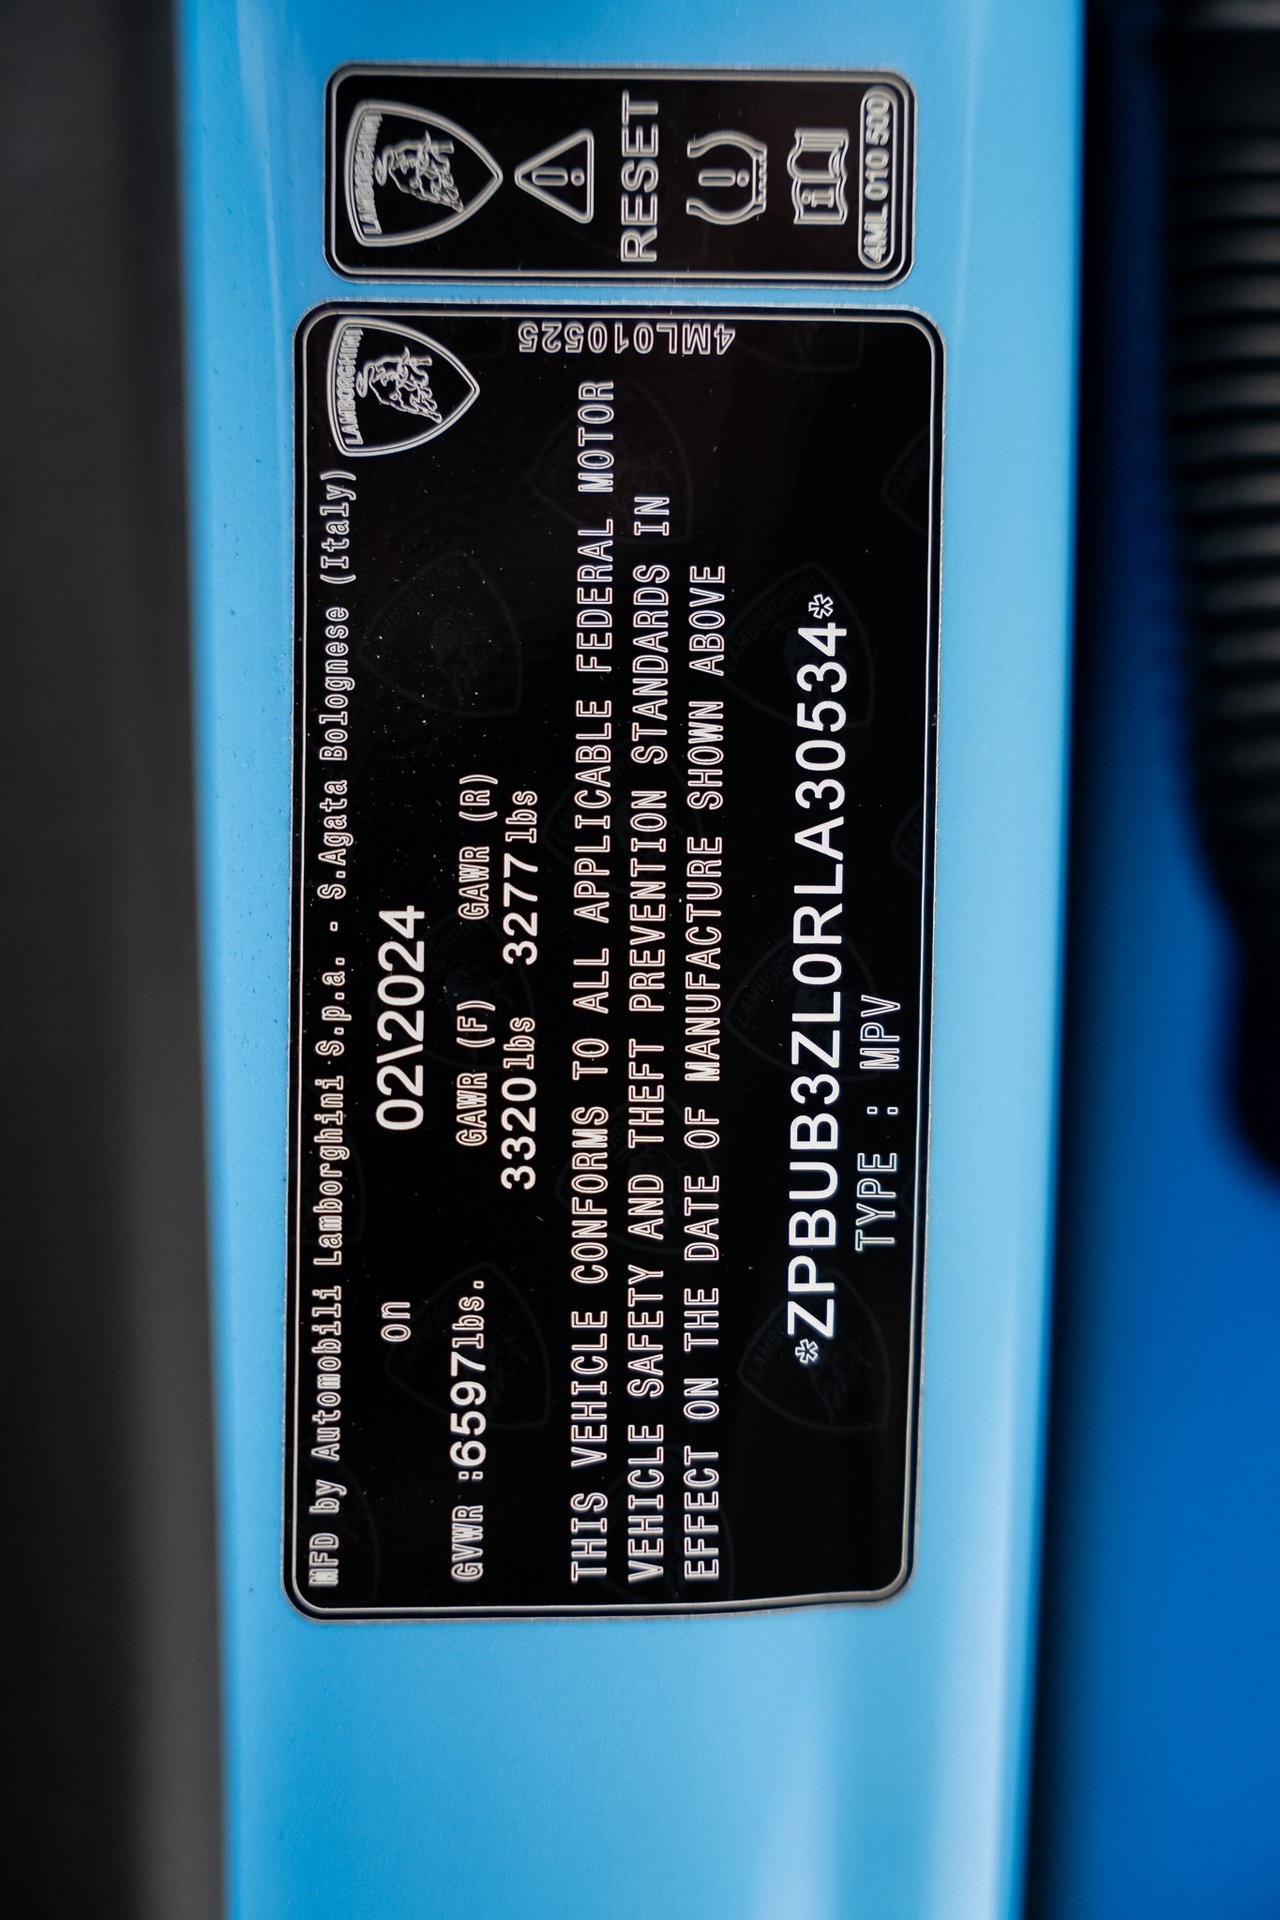 LAMBORGHINI
RESET
4ML 010 500
LAMBORGHINI
4ML010525
MFD by Automobili Lamborghini S.p.a. - S.Agata Bolognese (Italy)
on 02\2024
GVWR :6597lbs. GAWR (F) GAWR (R)
3320lbs 3277lbs
THIS VEHICLE CONFORMS TO ALL APPLICABLE FEDERAL MOTOR
VEHICLE SAFETY AND THEFT PREVENTION STANDARDS IN
EFFECT ON THE DATE OF MANUFACTURE SHOWN ABOVE
*ZPBUB3ZL0RLA30534*
TYPE : MPV